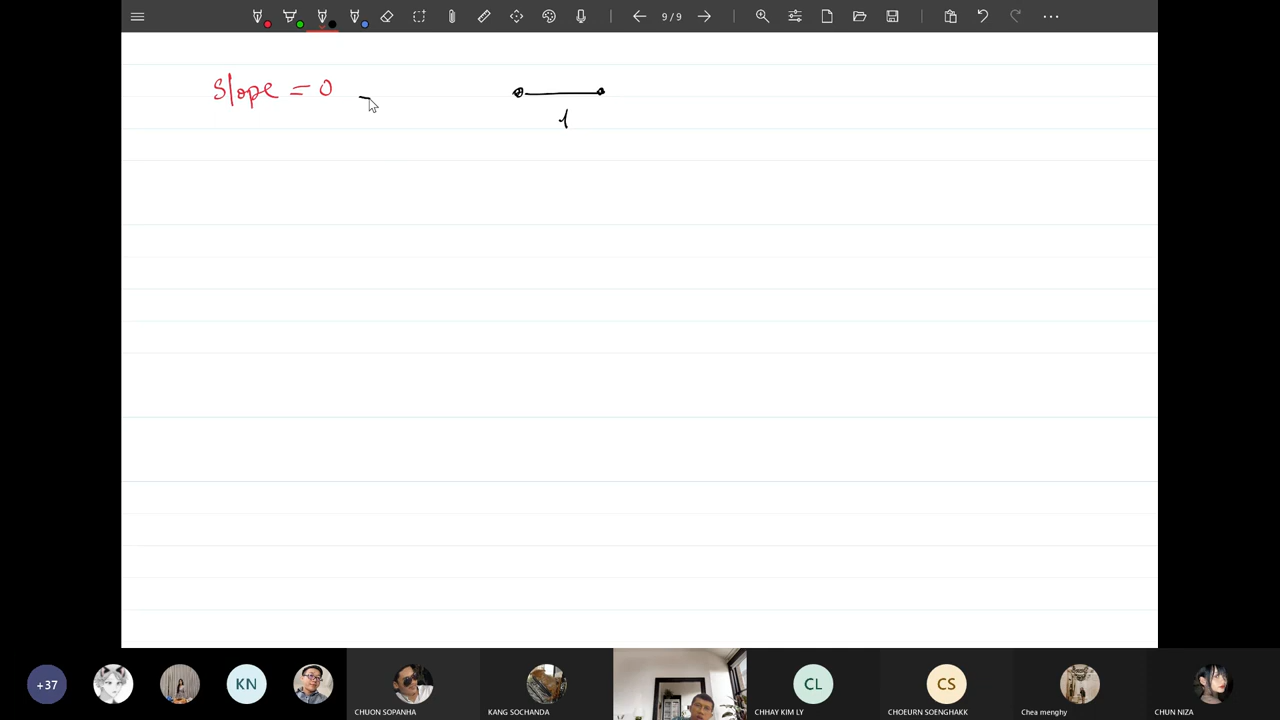 9/9
Slope = 0
1
+37
KN
CL
CS
CHUON SOPANHA
KANG SOCHANDA
CHHAY KIM LY
CHOEURN SOENGHAKK
Chea menghy
CHUN NIZA